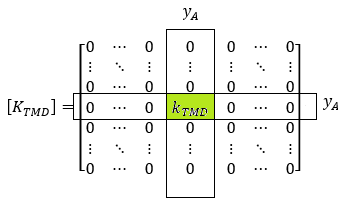 y_A
0 ⋯ 0 0 0 ⋯ 0
⋮ ⋱ ⋮ ⋮ ⋮ ⋱ ⋮
0 ⋯ 0 0 0 ⋯ 0
[K_TMD] = 0 ⋯ 0 k_TMD 0 ⋯ 0 y_A
0 ⋯ 0 0 0 ⋯ 0
⋮ ⋱ ⋮ ⋮ ⋮ ⋱ ⋮
0 ⋯ 0 0 0 ⋯ 0